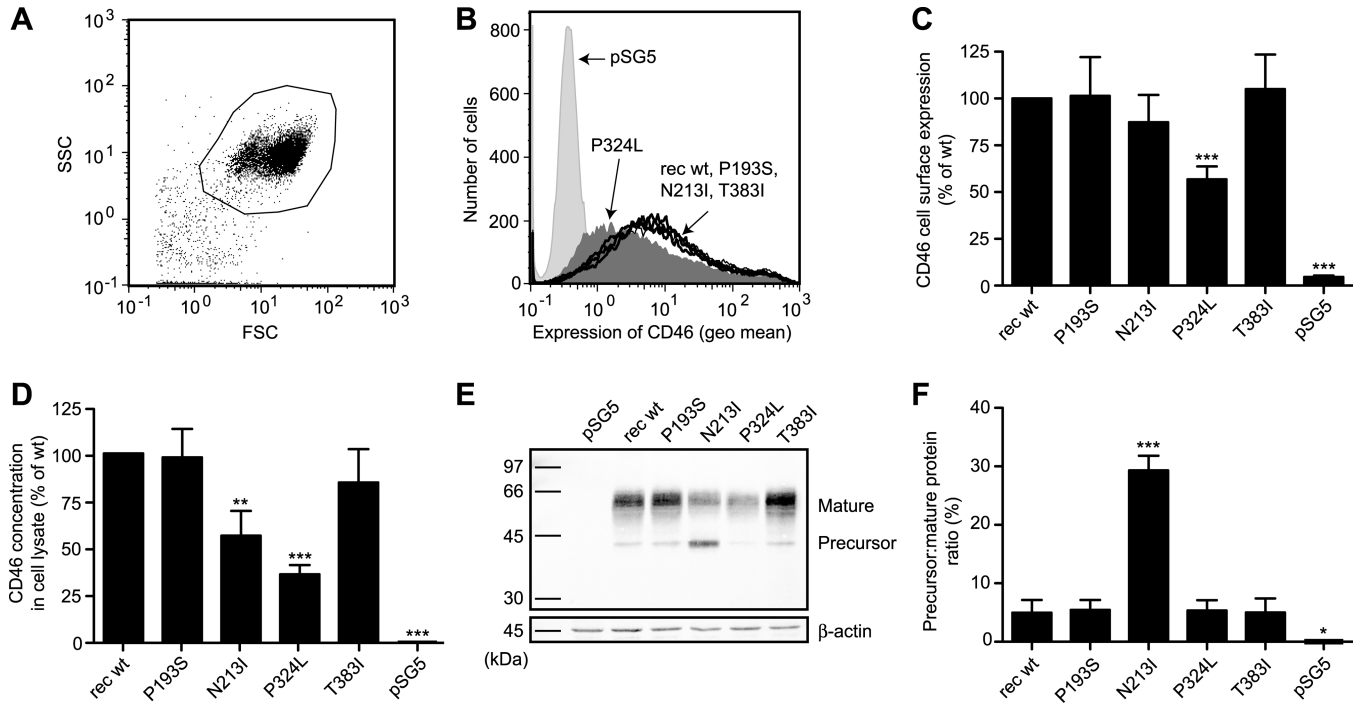 A
SSC
10³
10²
10¹
10⁰
10⁻¹
10⁻¹ 10⁰ 10¹ 10² 10³
FSC
B
Number of cells
800
600
400
200
0
pSG5
P324L
rec wt, P193S,
N213I, T383I
10⁻¹ 10⁰ 10¹ 10² 10³
Expression of CD46 (geo mean)
C
CD46 cell surface expression
(% of wt)
125
100
75
50
25
0
***
***
rec wt P193S N213I P324L T383I pSG5
D
CD46 concentration
in cell lysate (% of wt)
125
100
75
50
25
0
**
***
***
rec wt P193S N213I P324L T383I pSG5
E
pSG5 rec wt P193S N213I P324L T383I
97
66
45
30
Mature
Precursor
45
β-actin
(kDa)
F
Precursor:mature protein
ratio (%)
40
30
20
10
0
***
*
rec wt P193S N213I P324L T383I pSG5